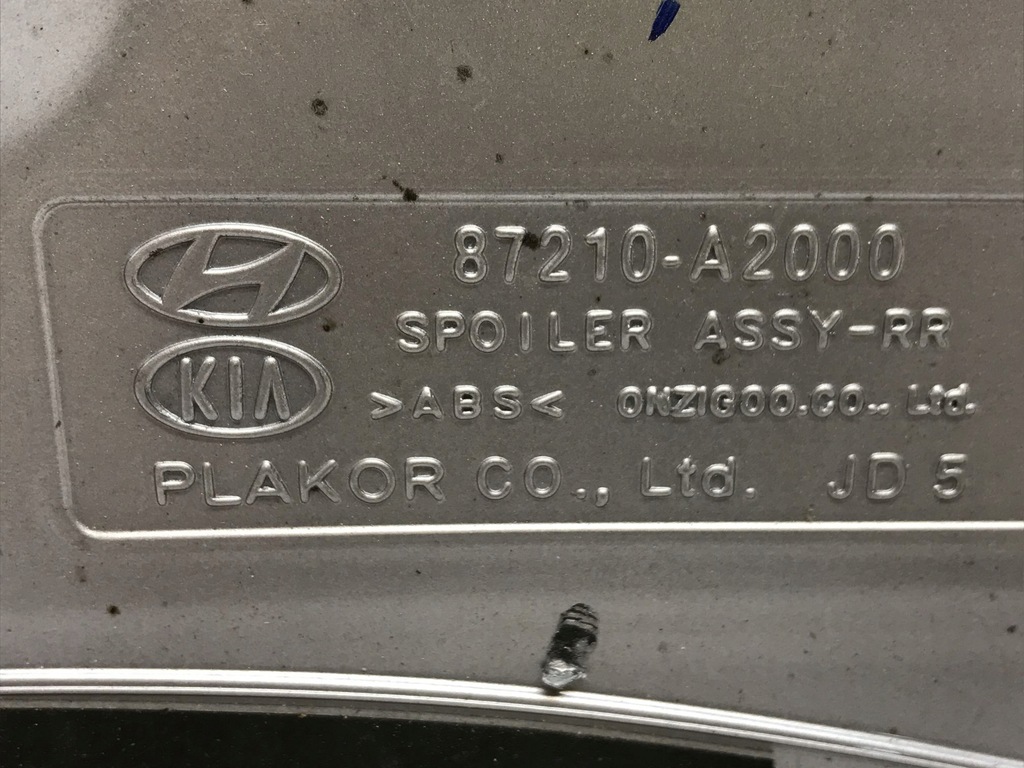 87210-A2000
SPOILER ASSY-RR
KIA >ABS< ONZIGOO.CO.. Ltd.
PLAKOR CO., Ltd. JD 5